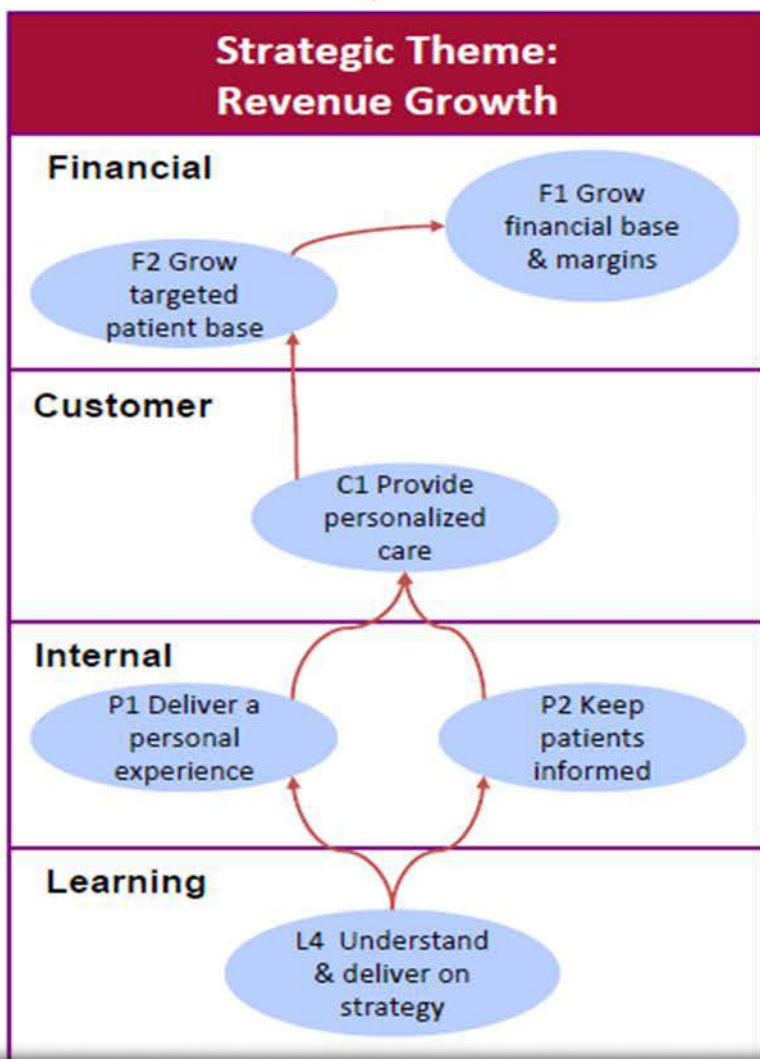 Strategic Theme:
Revenue Growth
Financial
F1 Grow
financial base
& margins
F2 Grow
targeted
patient base
Customer
C1 Provide
personalized
care
Internal
P1 Deliver a
personal
experience
P2 Keep
patients
informed
Learning
L4 Understand
& deliver on
strategy